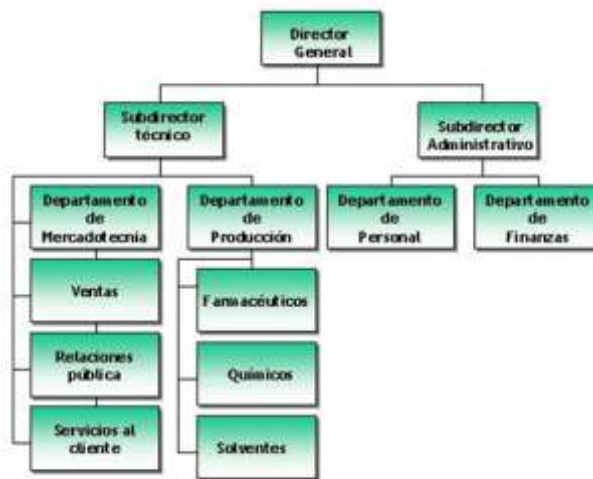 Director
General
Subdirector
técnico
Subdirector
Administrativo
Departamento
de
Mercadotecnia
Departamento
de
Producción
Departamento
de
Personal
Departamento
de
Finanzas
Ventas
Relaciones
pública
Servicios al
cliente
Farmacéuticos
Químicos
Solventes